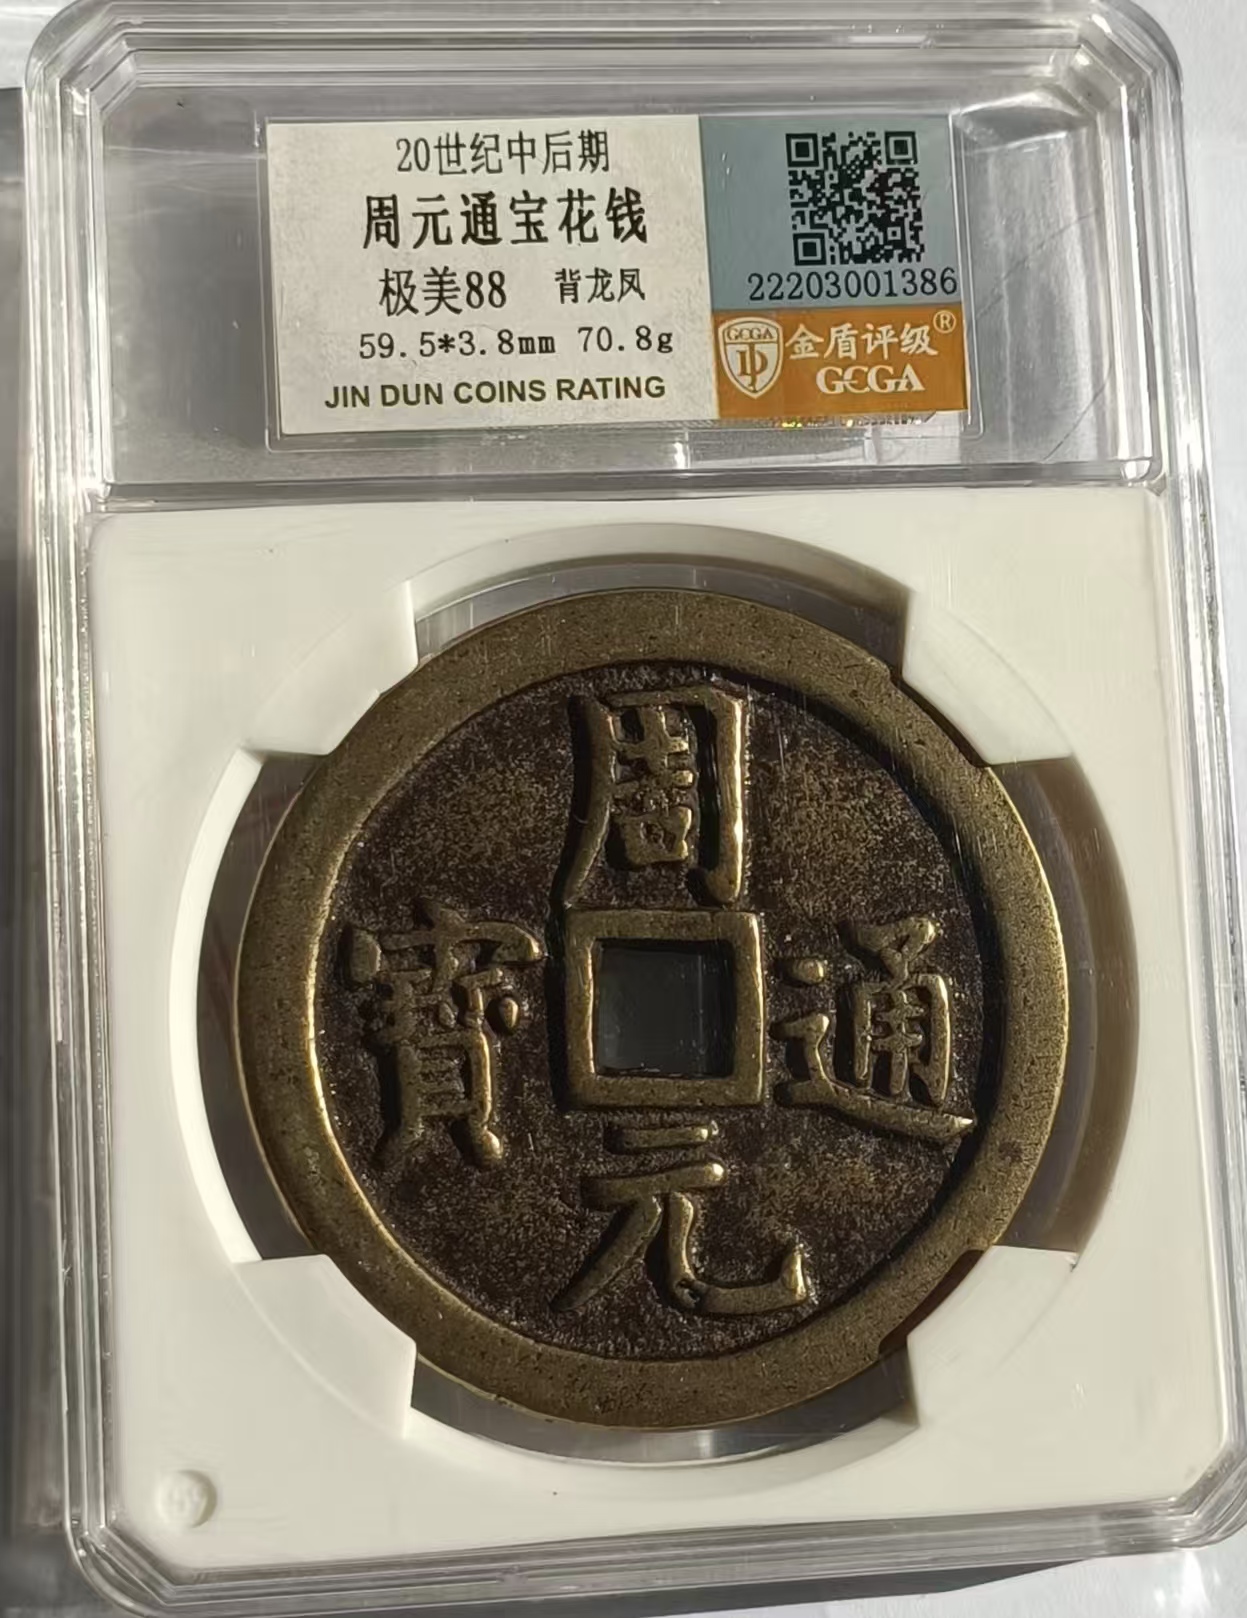 20世纪中后期
周元通宝花钱
极美88 背龙凤
59.5*3.8mm 70.8g
JIN DUN COINS RATING
22203001386
GCGA
金盾评级®
GCGA
周
元
通
寶